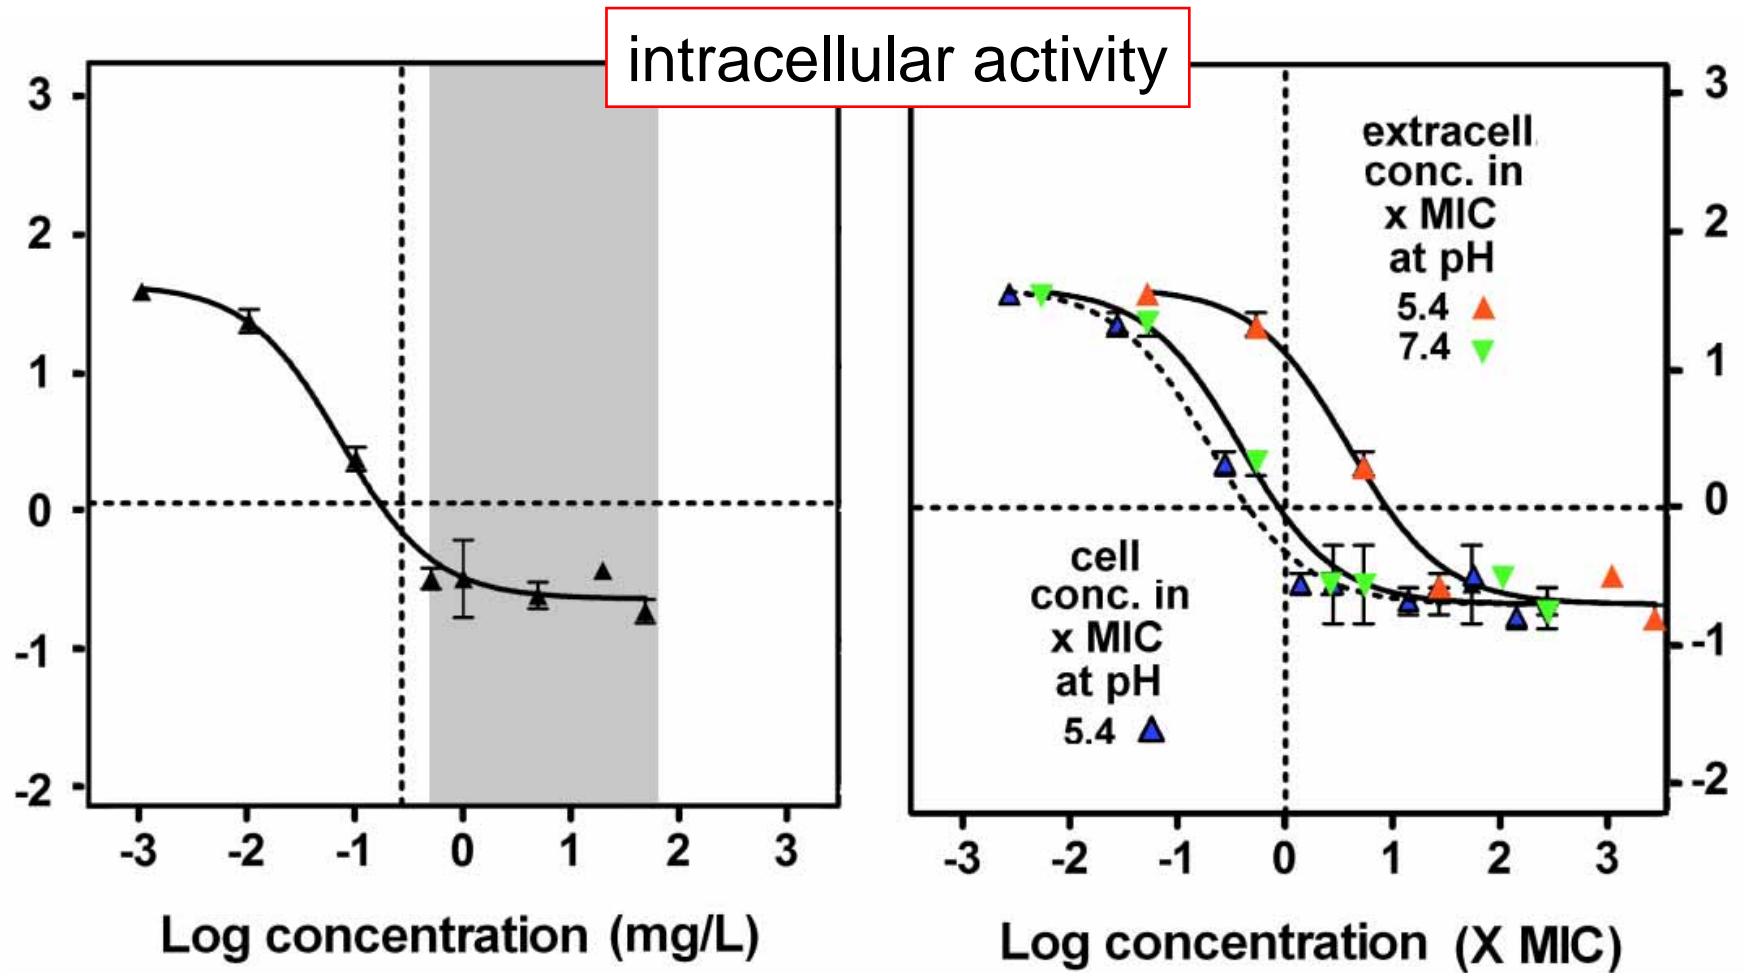 intracellular activity
3
2
1
0
-1
-2
-3 -2 -1 0 1 2 3
Log concentration (mg/L)
extracell.
conc. in
x MIC
at pH
5.4
7.4
cell
conc. in
x MIC
at pH
5.4
3
2
1
0
-1
-2
-3 -2 -1 0 1 2 3
Log concentration (X MIC)